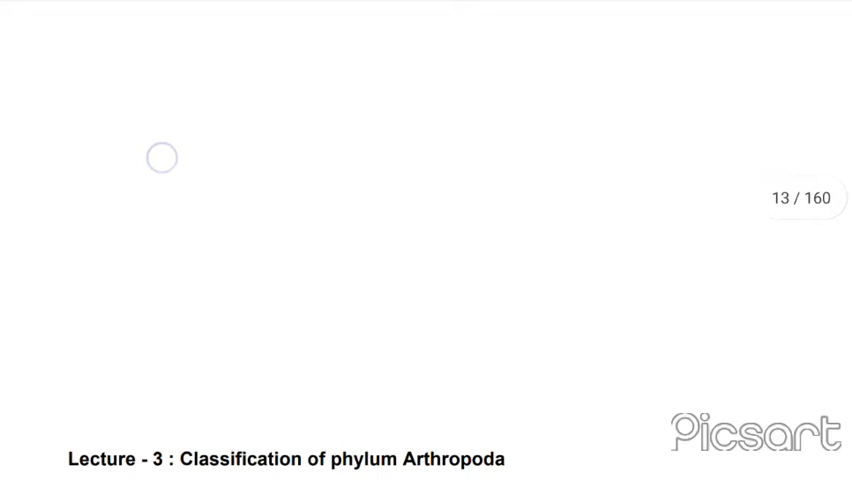 13 / 160
Picsart
Lecture - 3 : Classification of phylum Arthropoda